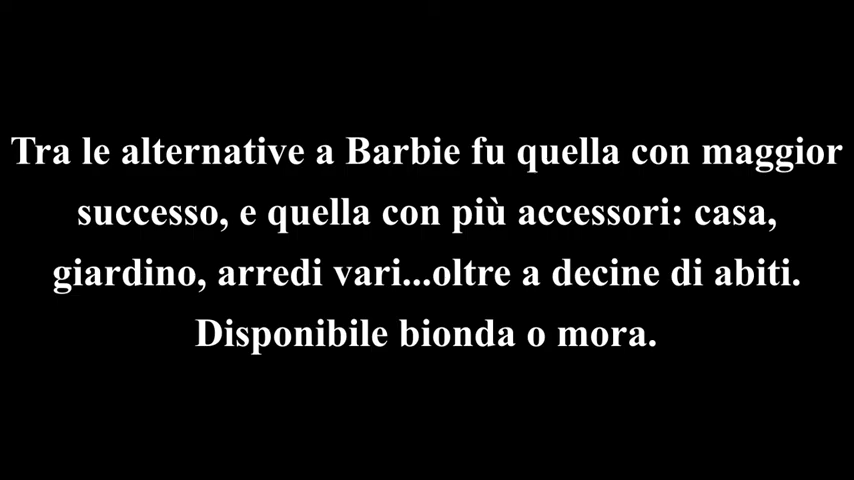 Tra le alternative a Barbie fu quella con maggior
successo, e quella con più accessori: casa,
giardino, arredi vari...oltre a decine di abiti.
Disponibile bionda o mora.